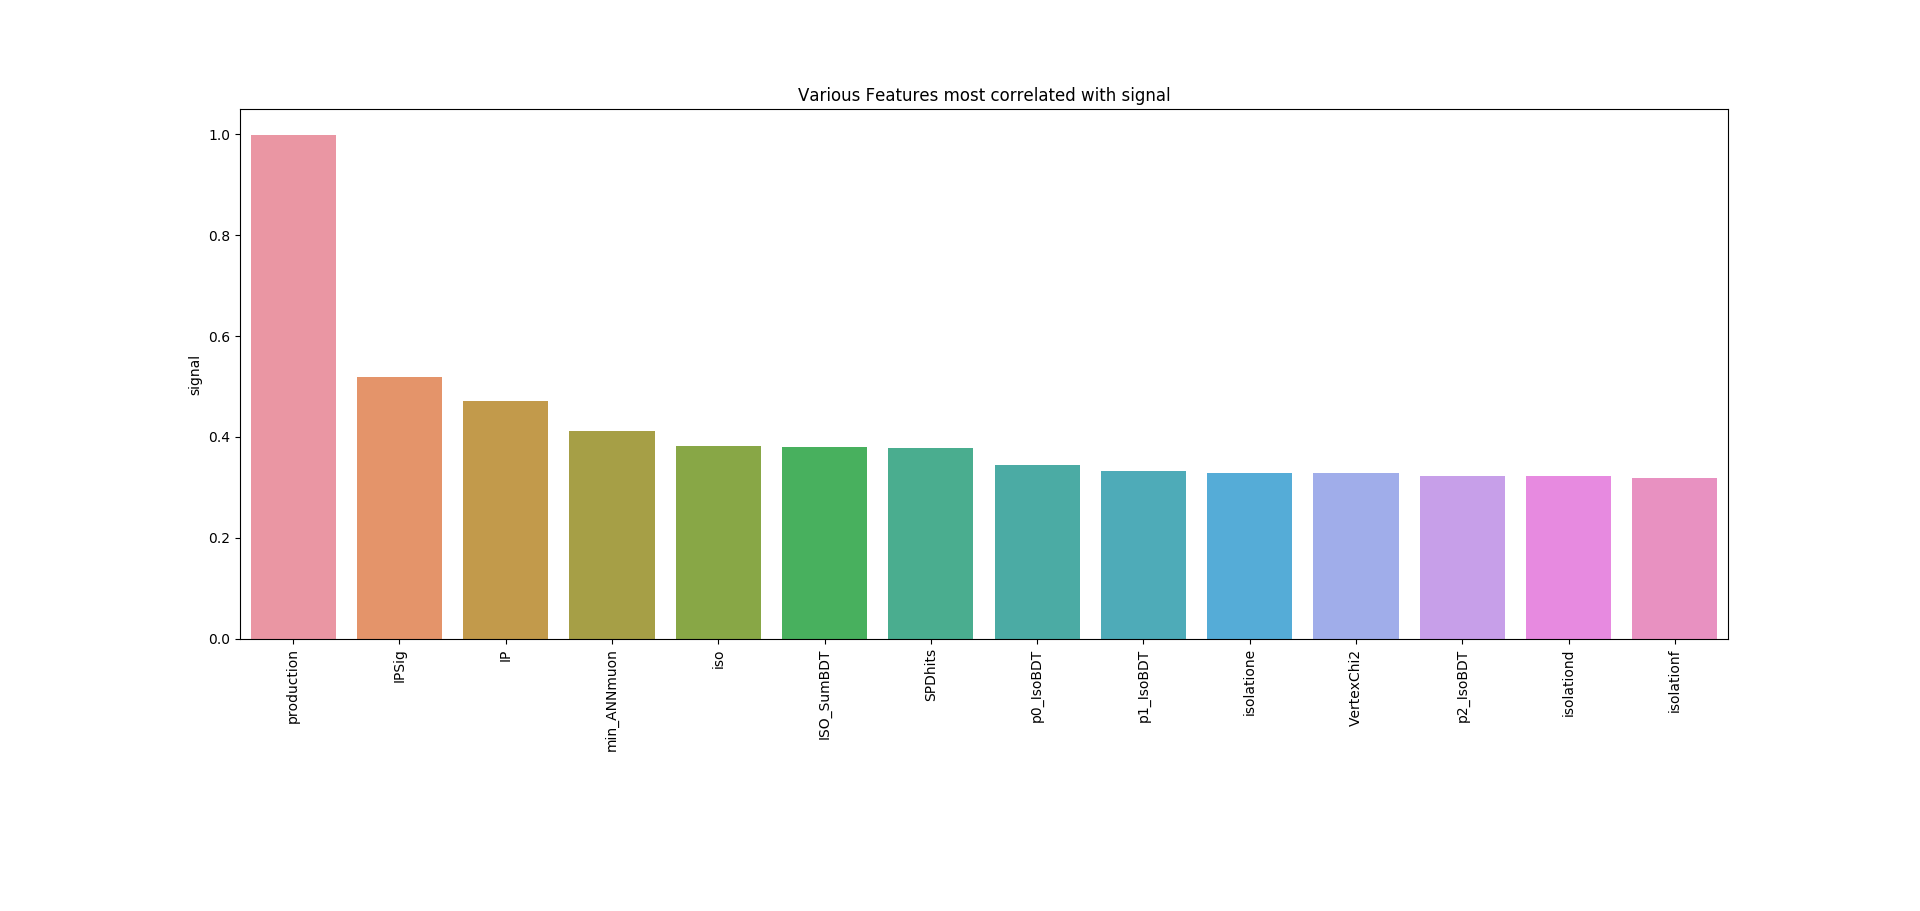 Various Features most correlated with signal
1.0
0.8
0.6
0.4
0.2
0.0
signal
production
IPSig
IP
min_ANNmuon
iso
ISO_SumBDT
SPDhits
p0_IsoBDT
p1_IsoBDT
isolatione
VertexChi2
p2_IsoBDT
isolationd
isolationf